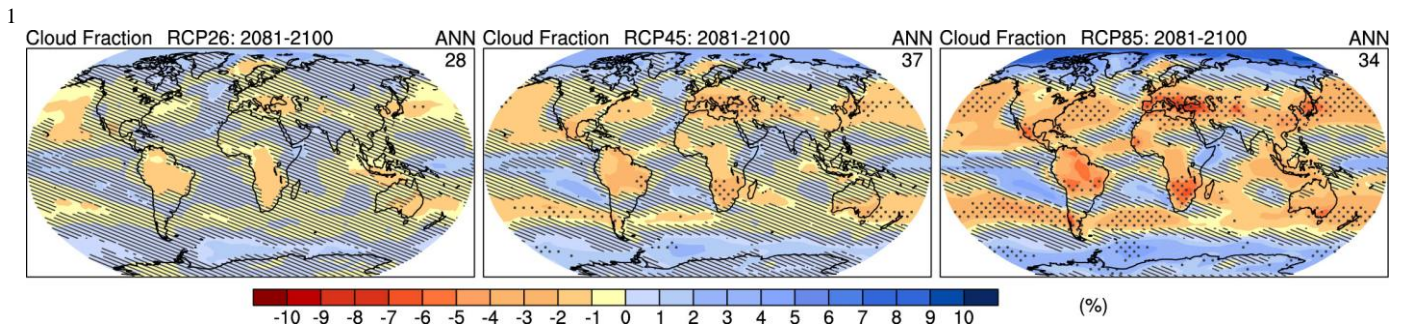 1
Cloud Fraction RCP26: 2081-2100 ANN
28
Cloud Fraction RCP45: 2081-2100 ANN
37
Cloud Fraction RCP85: 2081-2100 ANN
34
-10 -9 -8 -7 -6 -5 -4 -3 -2 -1 0 1 2 3 4 5 6 7 8 9 10 (%)